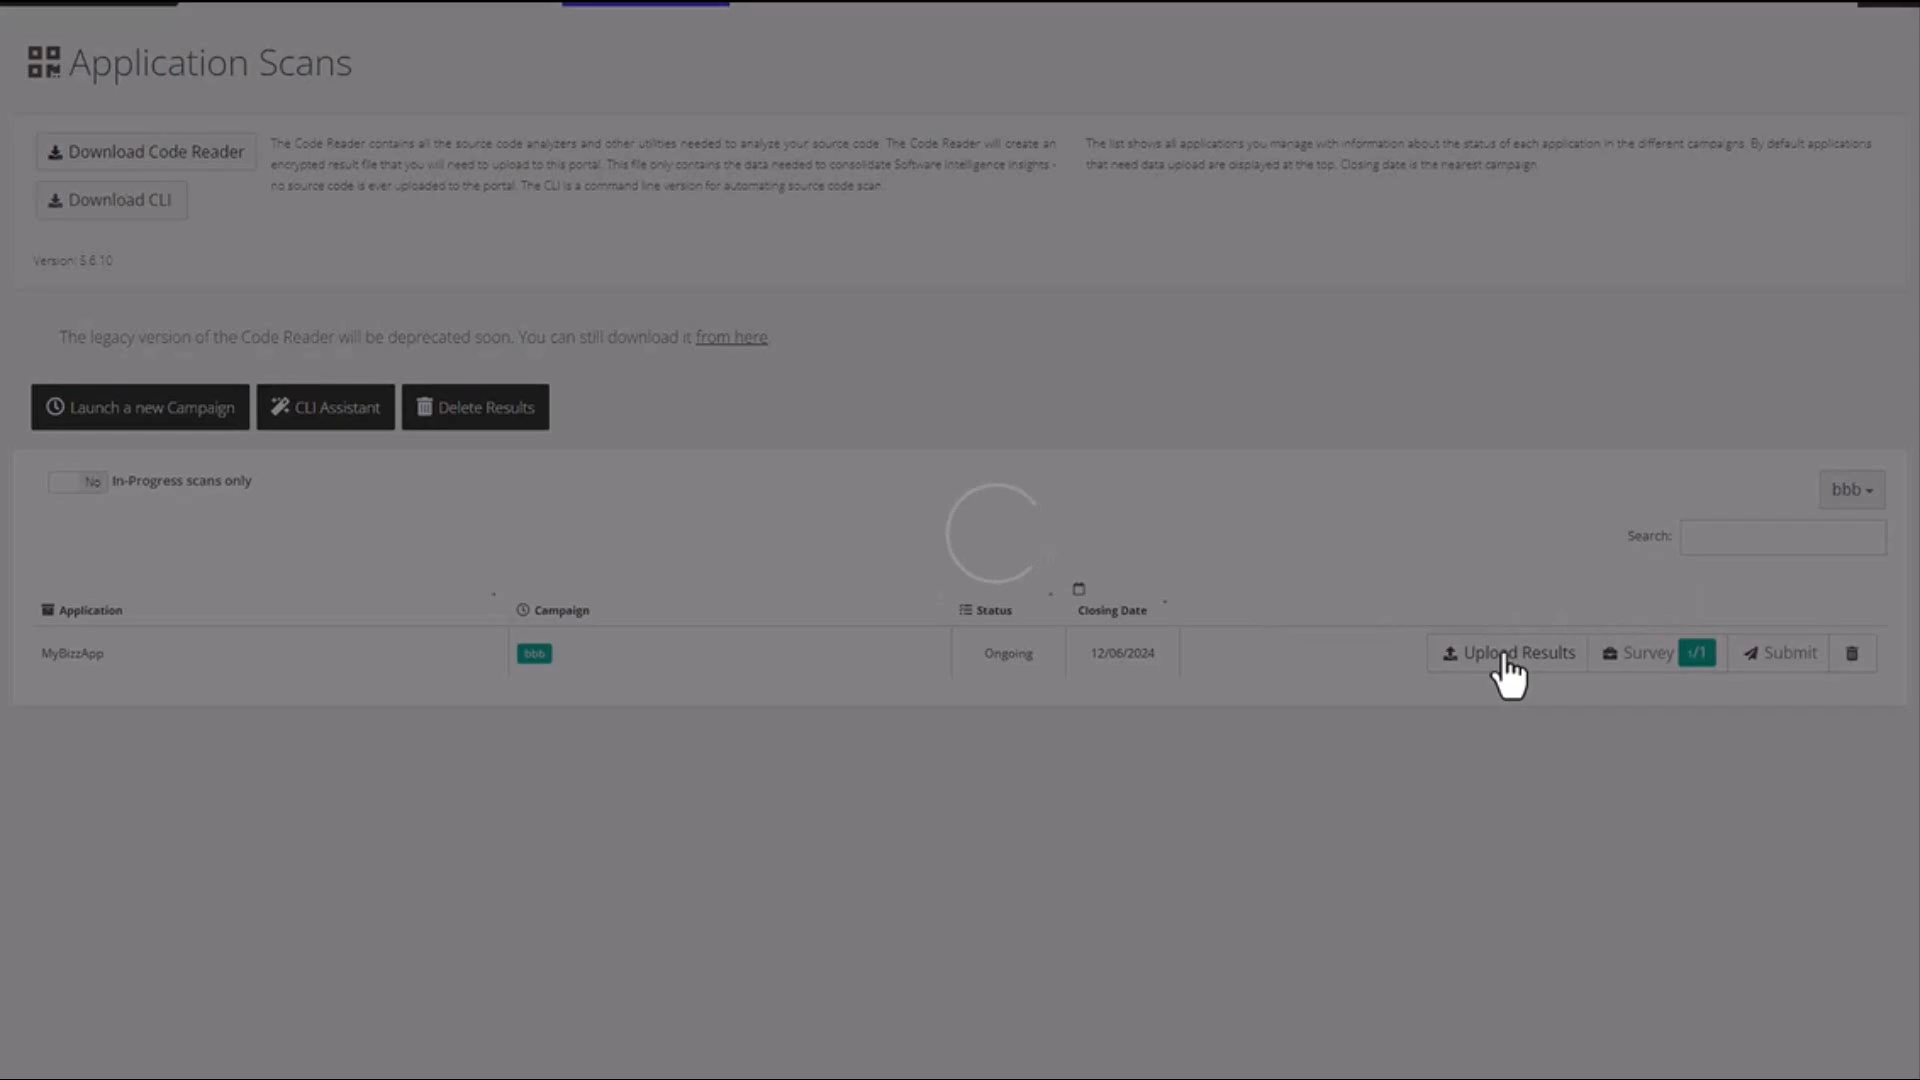 Application Scans
Download Code Reader
Download CLI
The Code Reader contains all the source code analyzers and other utilities needed to analyze your source code. The Code Reader will create an
encrypted result file that you will need to upload to this portal. This file only contains the data needed to consolidate Software Intelligence Insights -
no source code is ever uploaded to the portal. The CLI is a command line version for automating source code scan.
The list shows all applications you manage with information about the status of each application in the different campaigns. By default applications
that need data upload are displayed at the top. Closing date is the nearest campaign.
Version: 5.6.10
The legacy version of the Code Reader will be deprecated soon. You can still download it from here.
Launch a new Campaign CLI Assistant Delete Results
No In-Progress scans only
bbb
Search:
Application Campaign Status Closing Date
MyBizzApp bbb Ongoing 12/06/2024 Upload Results Survey 1/1 Submit